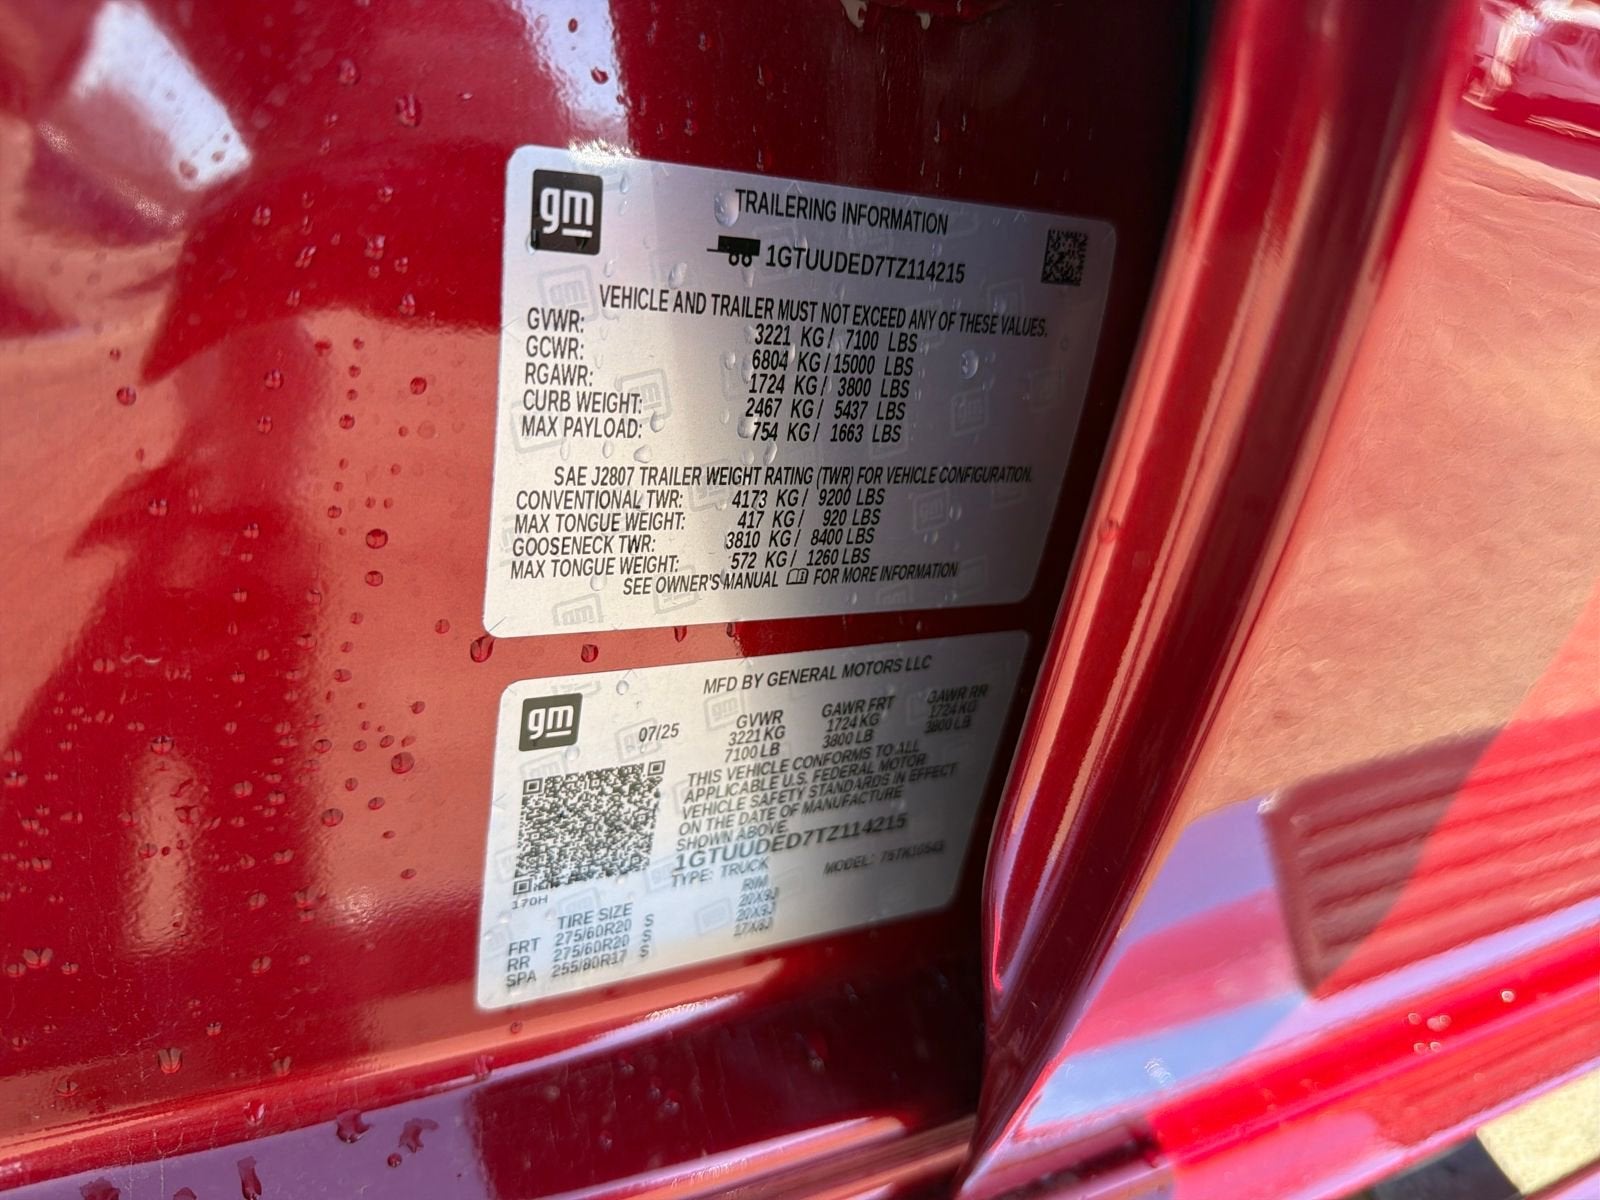 gm
TRAILERING INFORMATION
1GTUUDED7TZ114215
VEHICLE AND TRAILER MUST NOT EXCEED ANY OF THESE VALUES.
GVWR: 3221 KG / 7100 LBS
GCWR: 6804 KG / 15000 LBS
RGAWR: 1724 KG / 3800 LBS
CURB WEIGHT: 2467 KG / 5437 LBS
MAX PAYLOAD: 754 KG / 1663 LBS
SAE J2807 TRAILER WEIGHT RATING (TWR) FOR VEHICLE CONFIGURATION.
CONVENTIONAL TWR: 4173 KG / 9200 LBS
MAX TONGUE WEIGHT: 417 KG / 920 LBS
GOOSENECK TWR: 3810 KG / 8400 LBS
MAX TONGUE WEIGHT: 572 KG / 1260 LBS
SEE OWNER'S MANUAL FOR MORE INFORMATION
gm
MFD BY GENERAL MOTORS LLC
07/25 GVWR GAWR FRT GAWR RR
3221 KG 1724 KG 1724 KG
7100 LB 3800 LB 3800 LB
THIS VEHICLE CONFORMS TO ALL
APPLICABLE U.S. FEDERAL MOTOR
VEHICLE SAFETY STANDARDS IN EFFECT
ON THE DATE OF MANUFACTURE
SHOWN ABOVE.
1GTUUDED7TZ114215
TYPE: TRUCK MODEL:
170H
TIRE SIZE RIM
FRT 275/60R20 S 20X9J
RR 275/60R20 S 20X9J
SPA 255/80R17 S 17X8J